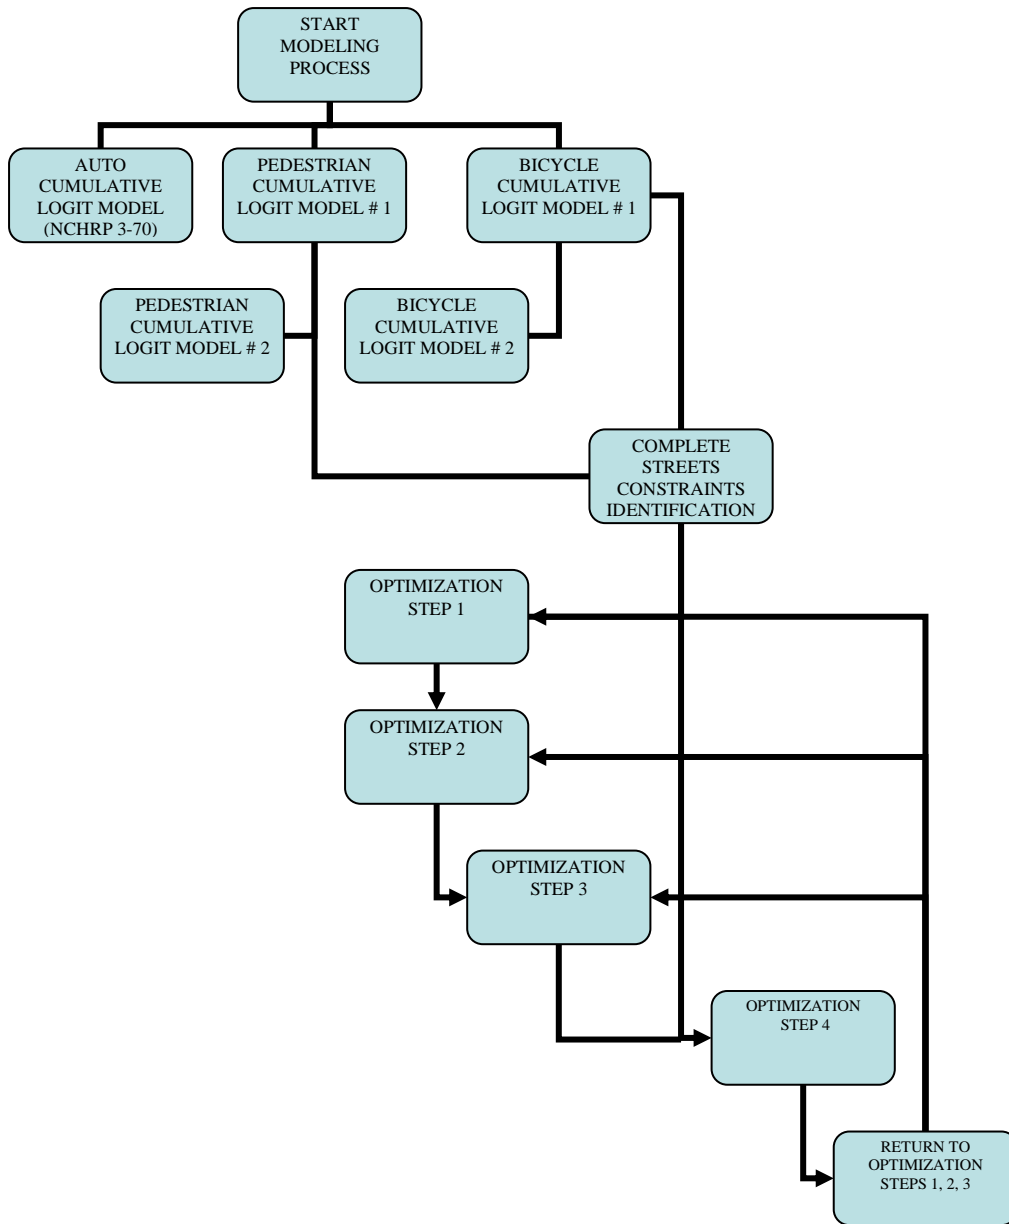 START
MODELING
PROCESS
AUTO
CUMULATIVE
LOGIT MODEL
(NCHRP 3-70)
PEDESTRIAN
CUMULATIVE
LOGIT MODEL # 1
BICYCLE
CUMULATIVE
LOGIT MODEL # 1
PEDESTRIAN
CUMULATIVE
LOGIT MODEL # 2
BICYCLE
CUMULATIVE
LOGIT MODEL # 2
COMPLETE
STREETS
CONSTRAINTS
IDENTIFICATION
OPTIMIZATION
STEP 1
OPTIMIZATION
STEP 2
OPTIMIZATION
STEP 3
OPTIMIZATION
STEP 4
RETURN TO
OPTIMIZATION
STEPS 1, 2, 3